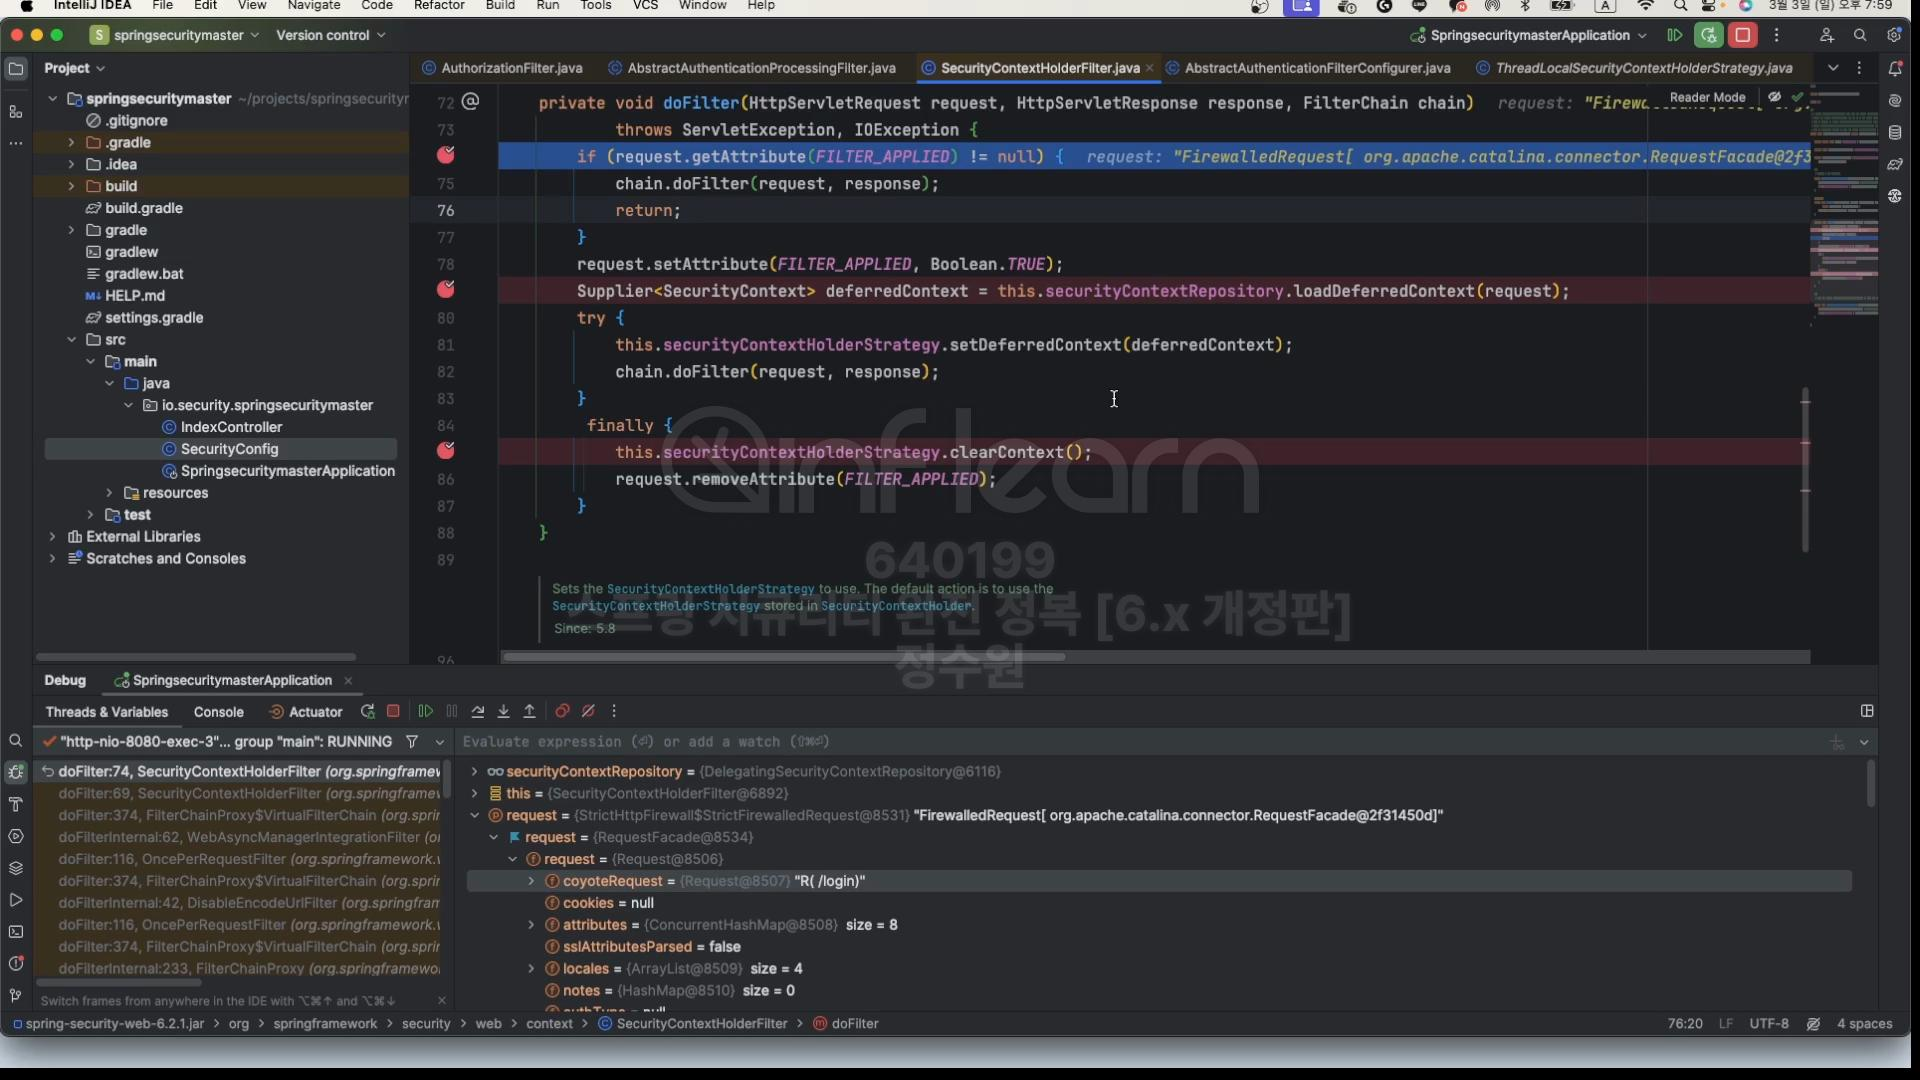 IntelliJ IDEA File Edit View Navigate Code Refactor Build Run Tools VCS Window Help 3월 3일 (일) 오후 7:59
S springsecuritymaster Version control SpringsecuritymasterApplication
Project
AuthorizationFilter.java AbstractAuthenticationProcessingFilter.java SecurityContextHolderFilter.java AbstractAuthenticationFilterConfigurer.java ThreadLocalSecurityContextHolderStrategy.java
springsecuritymaster ~/projects/springsecurityr
.gitignore
.gradle
.idea
build
build.gradle
gradle
gradlew
gradlew.bat
HELP.md
settings.gradle
src
main
java
io.security.springsecuritymaster
IndexController
SecurityConfig
SpringsecuritymasterApplication
resources
test
External Libraries
Scratches and Consoles
Reader Mode
72 private void doFilter(HttpServletRequest request, HttpServletResponse response, FilterChain chain) request:
73 throws ServletException, IOException {
if (request.getAttribute(FILTER_APPLIED) != null) { request: "FirewalledRequest[ org.apache.catalina.connector.RequestFacade@2f3
75 chain.doFilter(request, response);
76 return;
77 }
78 request.setAttribute(FILTER_APPLIED, Boolean.TRUE);
Supplier<SecurityContext> deferredContext = this.securityContextRepository.loadDeferredContext(request);
80 try {
81 this.securityContextHolderStrategy.setDeferredContext(deferredContext);
82 chain.doFilter(request, response);
83 }
84 finally {
this.securityContextHolderStrategy.clearContext();
86 request.removeAttribute(FILTER_APPLIED);
87 }
88 }
89
Sets the SecurityContextHolderStrategy to use. The default action is to use the
SecurityContextHolderStrategy stored in SecurityContextHolder.
Since: 5.8
96
inflearn
640199
스프링 시큐리티 완전 정복 [6.x 개정판]
정수원
Debug SpringsecuritymasterApplication
Threads & Variables Console Actuator
"http-nio-8080-exec-3"... group "main": RUNNING
Evaluate expression (⏎) or add a watch (⇧⌘⏎)
doFilter:74, SecurityContextHolderFilter (org.springframew
doFilter:69, SecurityContextHolderFilter (org.springframew
doFilter:374, FilterChainProxy$VirtualFilterChain (org.sprir
doFilterInternal:62, WebAsyncManagerIntegrationFilter (or
doFilter:116, OncePerRequestFilter (org.springframework.v
doFilter:374, FilterChainProxy$VirtualFilterChain (org.sprir
doFilterInternal:42, DisableEncodeUrlFilter (org.springfram
doFilter:116, OncePerRequestFilter (org.springframework.v
doFilter:374, FilterChainProxy$VirtualFilterChain (org.sprir
doFilterInternal:233, FilterChainProxy (org.springframewo
Switch frames from anywhere in the IDE with ⌥⌘↑ and ⌥⌘↓
securityContextRepository = {DelegatingSecurityContextRepository@6116}
this = {SecurityContextHolderFilter@6892}
request = {StrictHttpFirewall$StrictFirewalledRequest@8531} "FirewalledRequest[ org.apache.catalina.connector.RequestFacade@2f31450d]"
request = {RequestFacade@8534}
request = {Request@8506}
coyoteRequest = {Request@8507} "R( /login)"
cookies = null
attributes = {ConcurrentHashMap@8508} size = 8
sslAttributesParsed = false
locales = {ArrayList@8509} size = 4
notes = {HashMap@8510} size = 0
authType = null
spring-security-web-6.2.1.jar > org > springframework > security > web > context > SecurityContextHolderFilter > doFilter
76:20 LF UTF-8 4 spaces